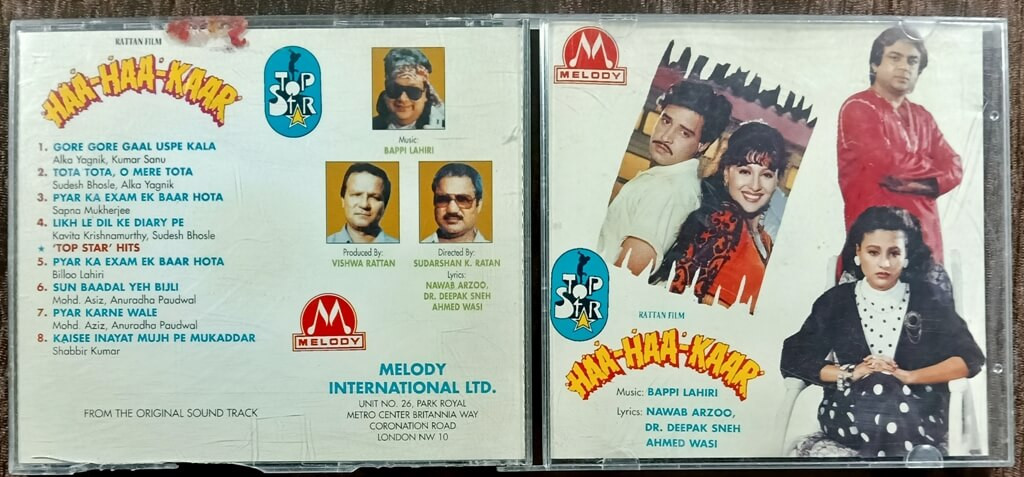 RATTAN FILM
HAA-HAA-KAAR
TOP
STAR
1. GORE GORE GAAL USPE KALA
Alka Yagnik, Kumar Sanu
2. TOTA TOTA, O MERE TOTA
Sudesh Bhosle, Alka Yagnik
3. PYAR KA EXAM EK BAAR HOTA
Sapna Mukherjee
4. LIKH LE DIL KE DIARY PE
Kavita Krishnamurthy, Sudesh Bhosle
★ 'TOP STAR' HITS
5. PYAR KA EXAM EK BAAR HOTA
Billoo Lahiri
6. SUN BAADAL YEH BIJLI
Mohd. Asiz, Anuradha Paudwal
7. PYAR KARNE WALE
Mohd. Aziz, Anuradha Paudwal
8. KAISEE INAYAT MUJH PE MUKADDAR
Shabbir Kumar
FROM THE ORIGINAL SOUND TRACK
Music:
BAPPI LAHIRI
Produced By:
VISHWA RATTAN
Directed By:
SUDARSHAN K. RATAN
Lyrics:
NAWAB ARZOO,
DR. DEEPAK SNEH
AHMED WASI
MELODY
MELODY
INTERNATIONAL LTD.
UNIT NO. 26, PARK ROYAL
METRO CENTER BRITANNIA WAY
CORONATION ROAD
LONDON NW 10
MELODY
TOP
STAR
RATTAN FILM
HAA-HAA-KAAR
Music: BAPPI LAHIRI
Lyrics: NAWAB ARZOO,
DR. DEEPAK SNEH
AHMED WASI